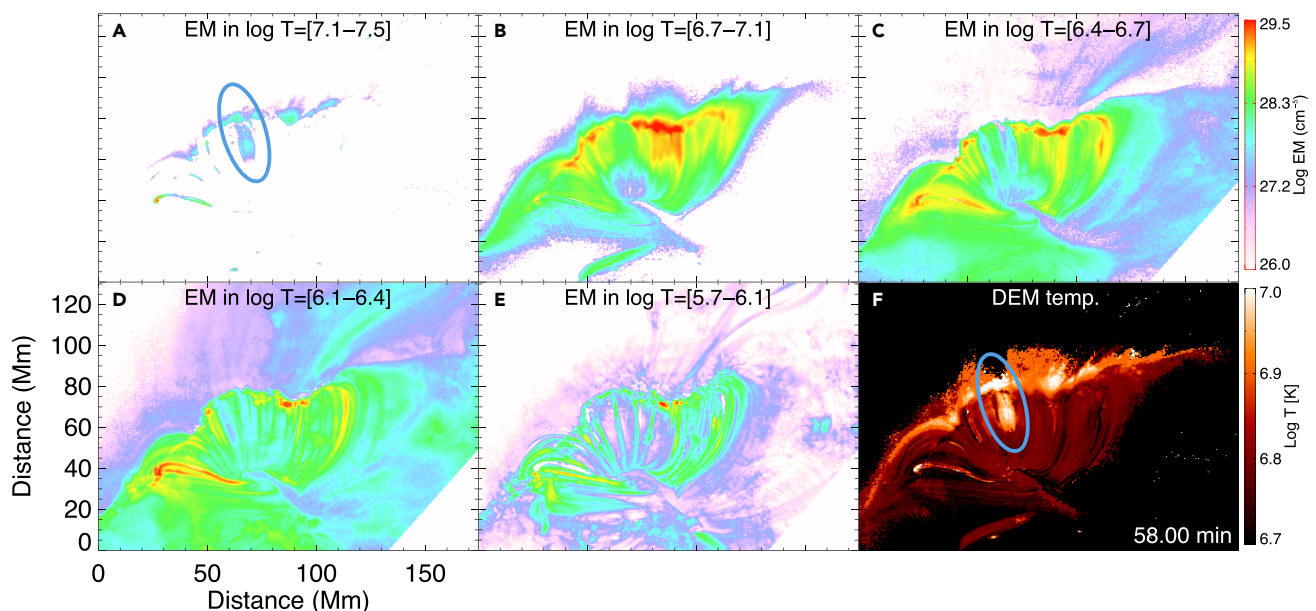 A EM in log T=[7.1–7.5]
B EM in log T=[6.7–7.1]
C EM in log T=[6.4–6.7]
29.5
28.3
27.2
26.0
Log EM (cm⁻⁵)
D EM in log T=[6.1–6.4]
E EM in log T=[5.7–6.1]
F DEM temp.
58.00 min
7.0
6.9
6.8
6.7
Log T [K]
120
100
80
60
40
20
0
Distance (Mm)
0 50 100 150
Distance (Mm)